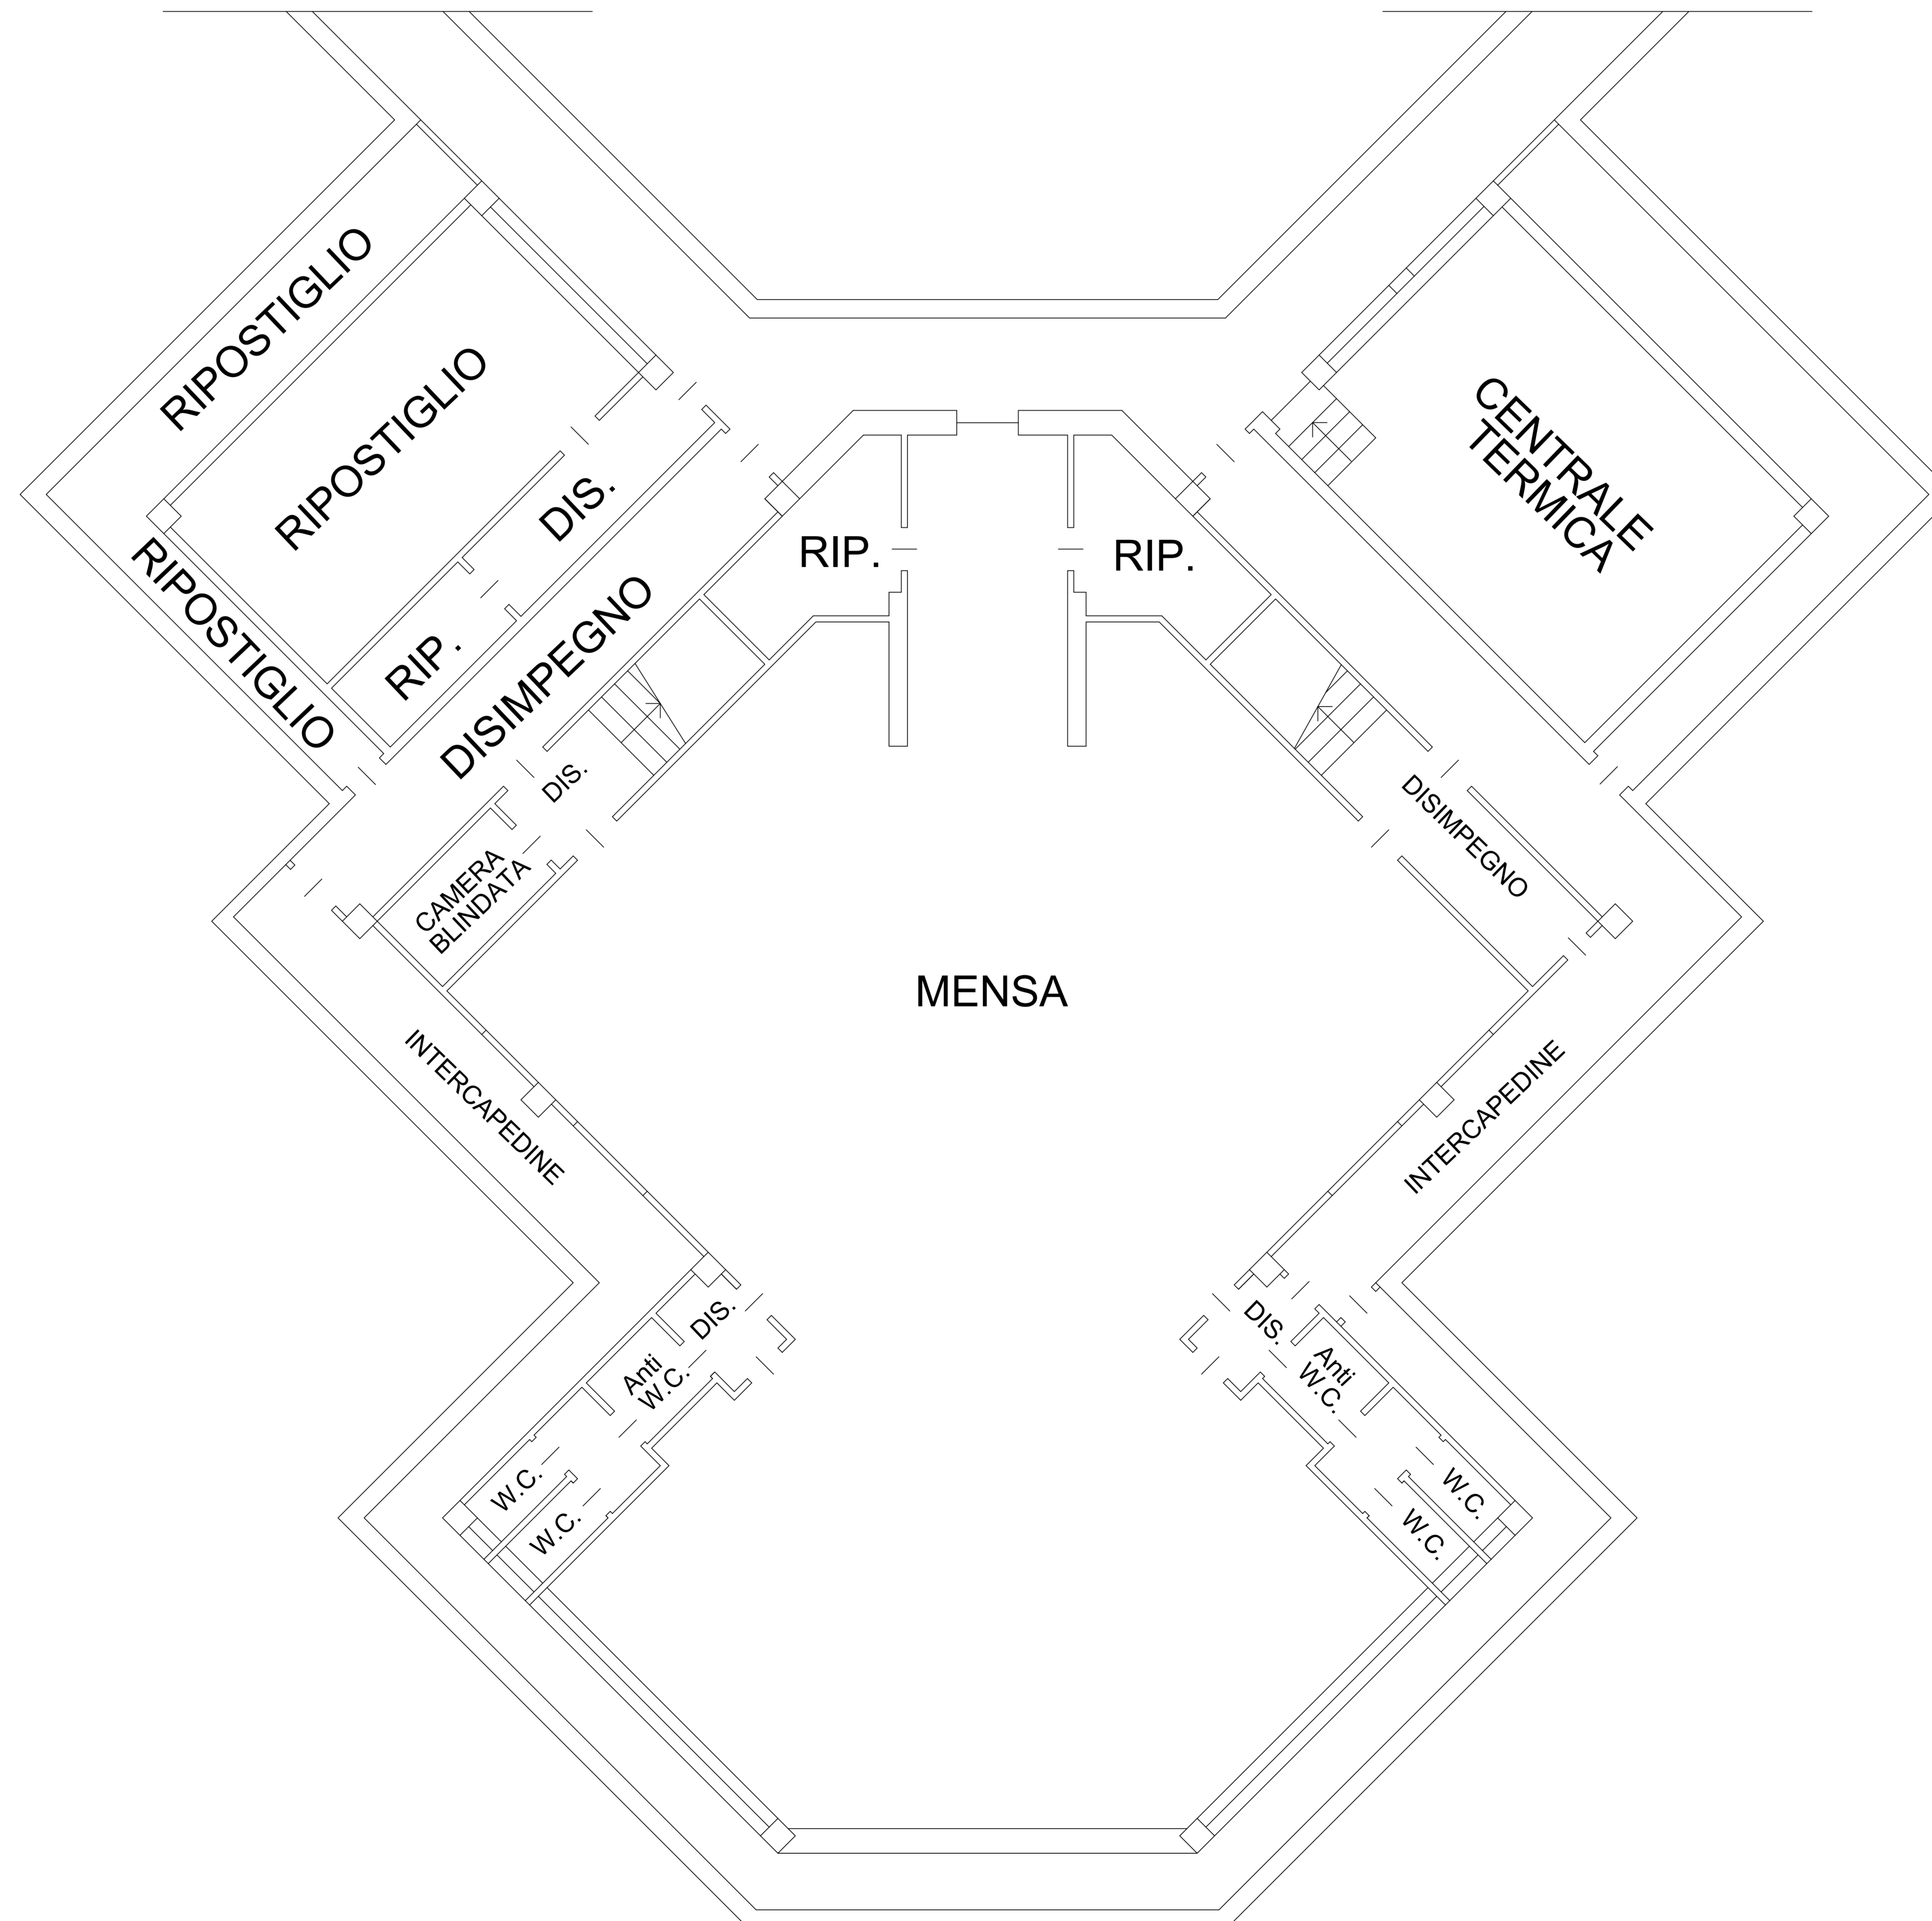 RIPOSTIGLIO
RIPOSTIGLIO
CENTRALE
TERMICA
DIS.
RIP.
RIP.
RIPOSTIGLIO
RIP.
DISIMPEGNO
DIS.
DISIMPEGNO
CAMERA
BLINDATA
MENSA
INTERCAPEDINE
INTERCAPEDINE
DIS.
DIS.
Anti
W.C.
Anti
W.C.
W.C.
W.C.
W.C.
W.C.